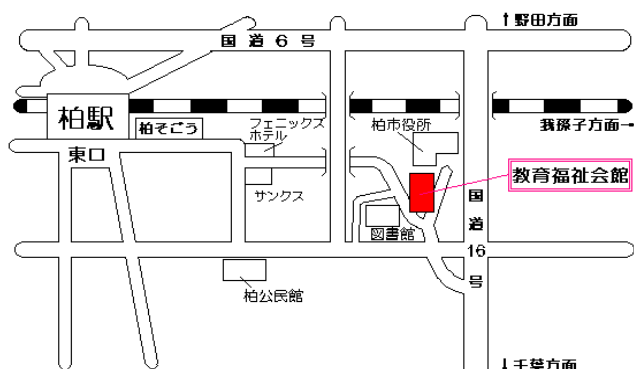 ↑野田方面
国道6号
柏駅
柏そごう
フェニックス
ホテル
柏市役所
我孫子方面→
東口
サンクス
教育福祉会館
図書館
国道16号
柏公民館
↓千葉方面